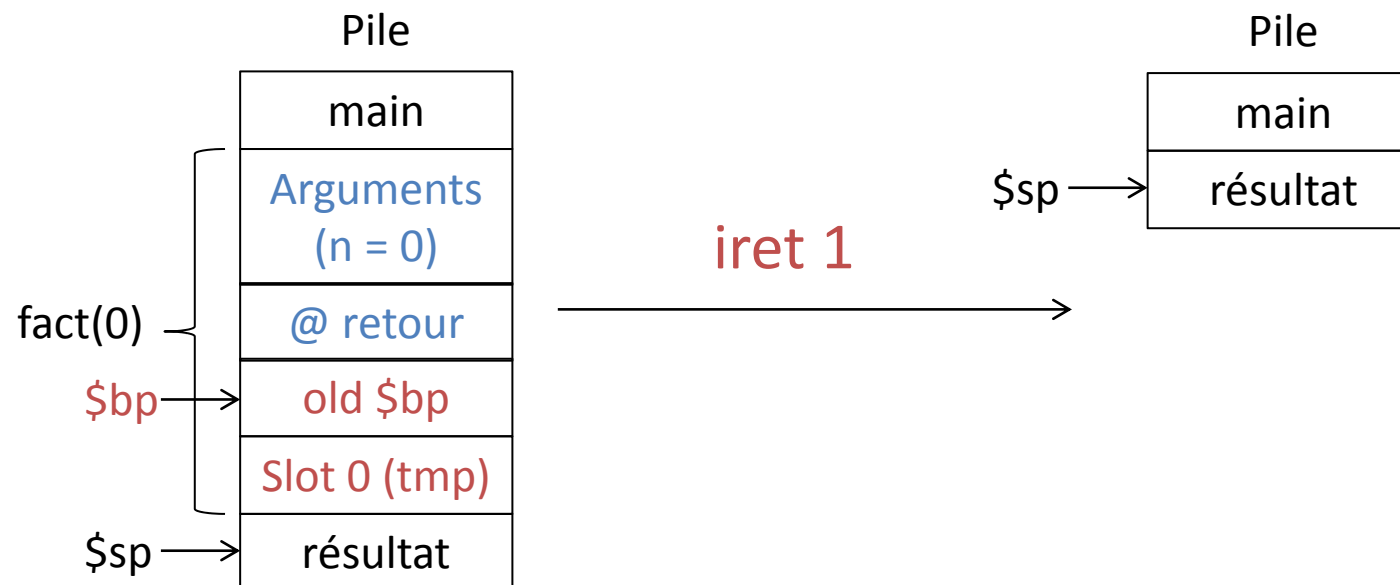 Pile
main
Arguments
(n = 0)
@ retour
fact(0)
$bp
old $bp
Slot 0 (tmp)
$sp
résultat
iret 1
Pile
main
$sp
résultat